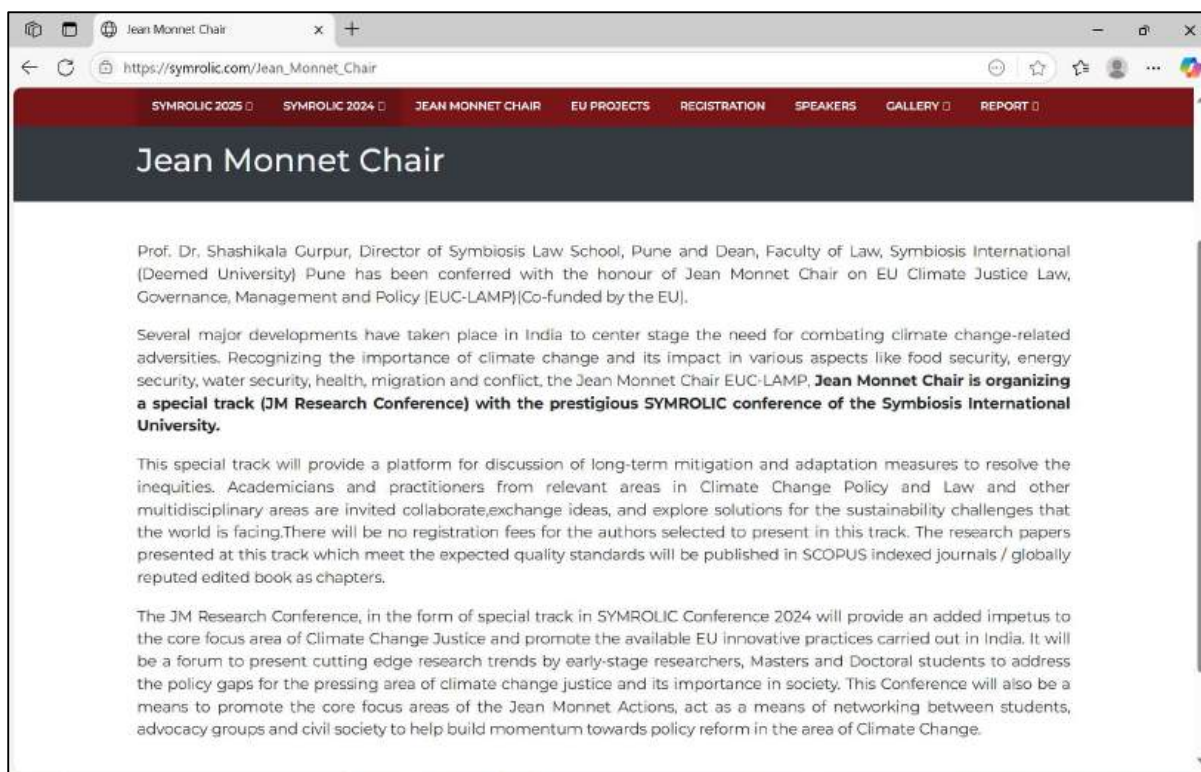 Jean Monnet Chair
https://symrolic.com/Jean_Monnet_Chair
SYMROLIC 2025 SYMROLIC 2024 JEAN MONNET CHAIR EU PROJECTS REGISTRATION SPEAKERS GALLERY REPORT
Jean Monnet Chair
Prof. Dr. Shashikala Gurpur, Director of Symbiosis Law School, Pune and Dean, Faculty of Law, Symbiosis International
(Deemed University) Pune has been conferred with the honour of Jean Monnet Chair on EU Climate Justice Law,
Governance, Management and Policy (EUC-LAMP)(Co-funded by the EU).
Several major developments have taken place in India to center stage the need for combating climate change-related
adversities. Recognizing the importance of climate change and its impact in various aspects like food security, energy
security, water security, health, migration and conflict, the Jean Monnet Chair EUC-LAMP, Jean Monnet Chair is organizing
a special track (JM Research Conference) with the prestigious SYMROLIC conference of the Symbiosis International
University.
This special track will provide a platform for discussion of long-term mitigation and adaptation measures to resolve the
inequities. Academicians and practitioners from relevant areas in Climate Change Policy and Law and other
multidisciplinary areas are invited collaborate,exchange ideas, and explore solutions for the sustainability challenges that
the world is facing.There will be no registration fees for the authors selected to present in this track. The research papers
presented at this track which meet the expected quality standards will be published in SCOPUS indexed journals / globally
reputed edited book as chapters.
The JM Research Conference, in the form of special track in SYMROLIC Conference 2024 will provide an added impetus to
the core focus area of Climate Change Justice and promote the available EU innovative practices carried out in India. It will
be a forum to present cutting edge research trends by early-stage researchers, Masters and Doctoral students to address
the policy gaps for the pressing area of climate change justice and its importance in society. This Conference will also be a
means to promote the core focus areas of the Jean Monnet Actions, act as a means of networking between students,
advocacy groups and civil society to help build momentum towards policy reform in the area of Climate Change.